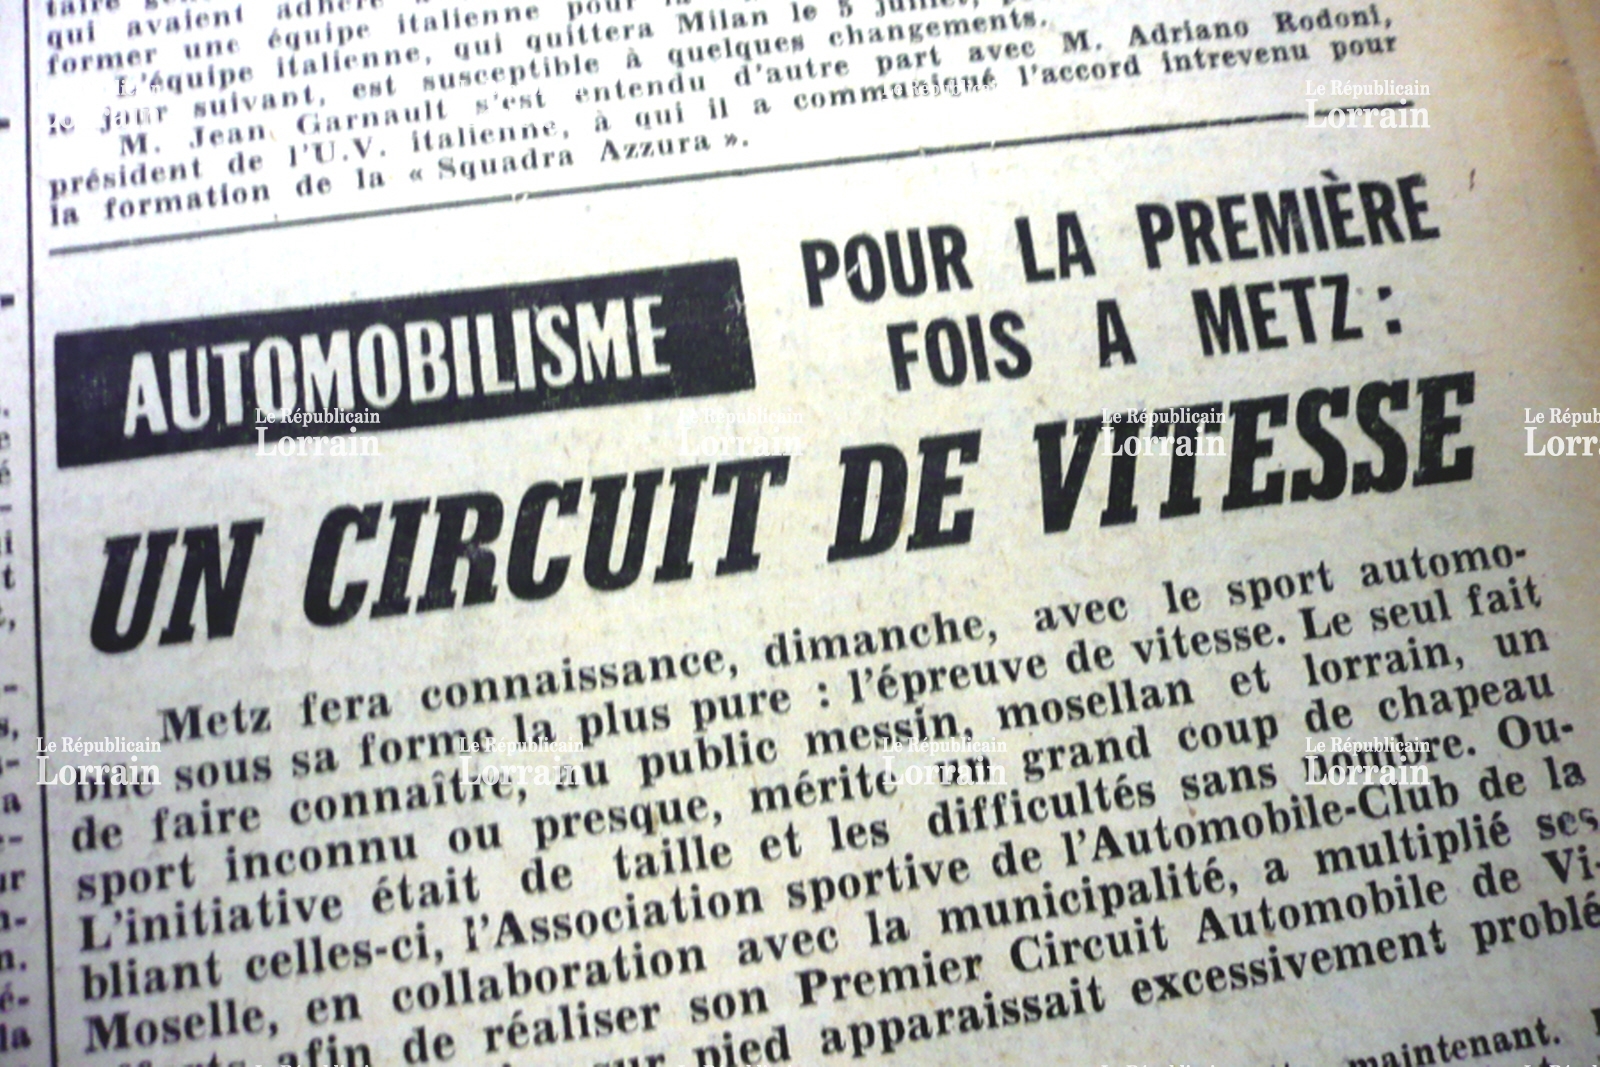 qui avaient adhéré
former une équipe italienne pour
L'équipe italienne, qui quittera Milan le 5 juillet,
le jour suivant, est susceptible à quelques changements.
M. Jean Garnault s'est entendu d'autre part avec M. Adriano Rodoni,
président de l'U.V. italienne, à qui il a communiqué l'accord intrevenu pour
la formation de la « Squadra Azzura ».
AUTOMOBILISME
POUR LA PREMIÈRE
FOIS A METZ :
UN CIRCUIT DE VITESSE
Metz fera connaissance, dimanche, avec le sport automo-
bile sous sa forme la plus pure : l'épreuve de vitesse. Le seul fait
de faire connaître, au public messin, mosellan et lorrain, un
sport inconnu ou presque, mérite un grand coup de chapeau
L'initiative était de taille et les difficultés sans nombre. Ou-
bliant celles-ci, l'Association sportive de l'Automobile-Club de la
Moselle, en collaboration avec la municipalité, a multiplié ses
afin de réaliser son Premier Circuit Automobile de Vi-
sur pied apparaissait excessivement problé
maintenant.
Le Républicain
Lorrain